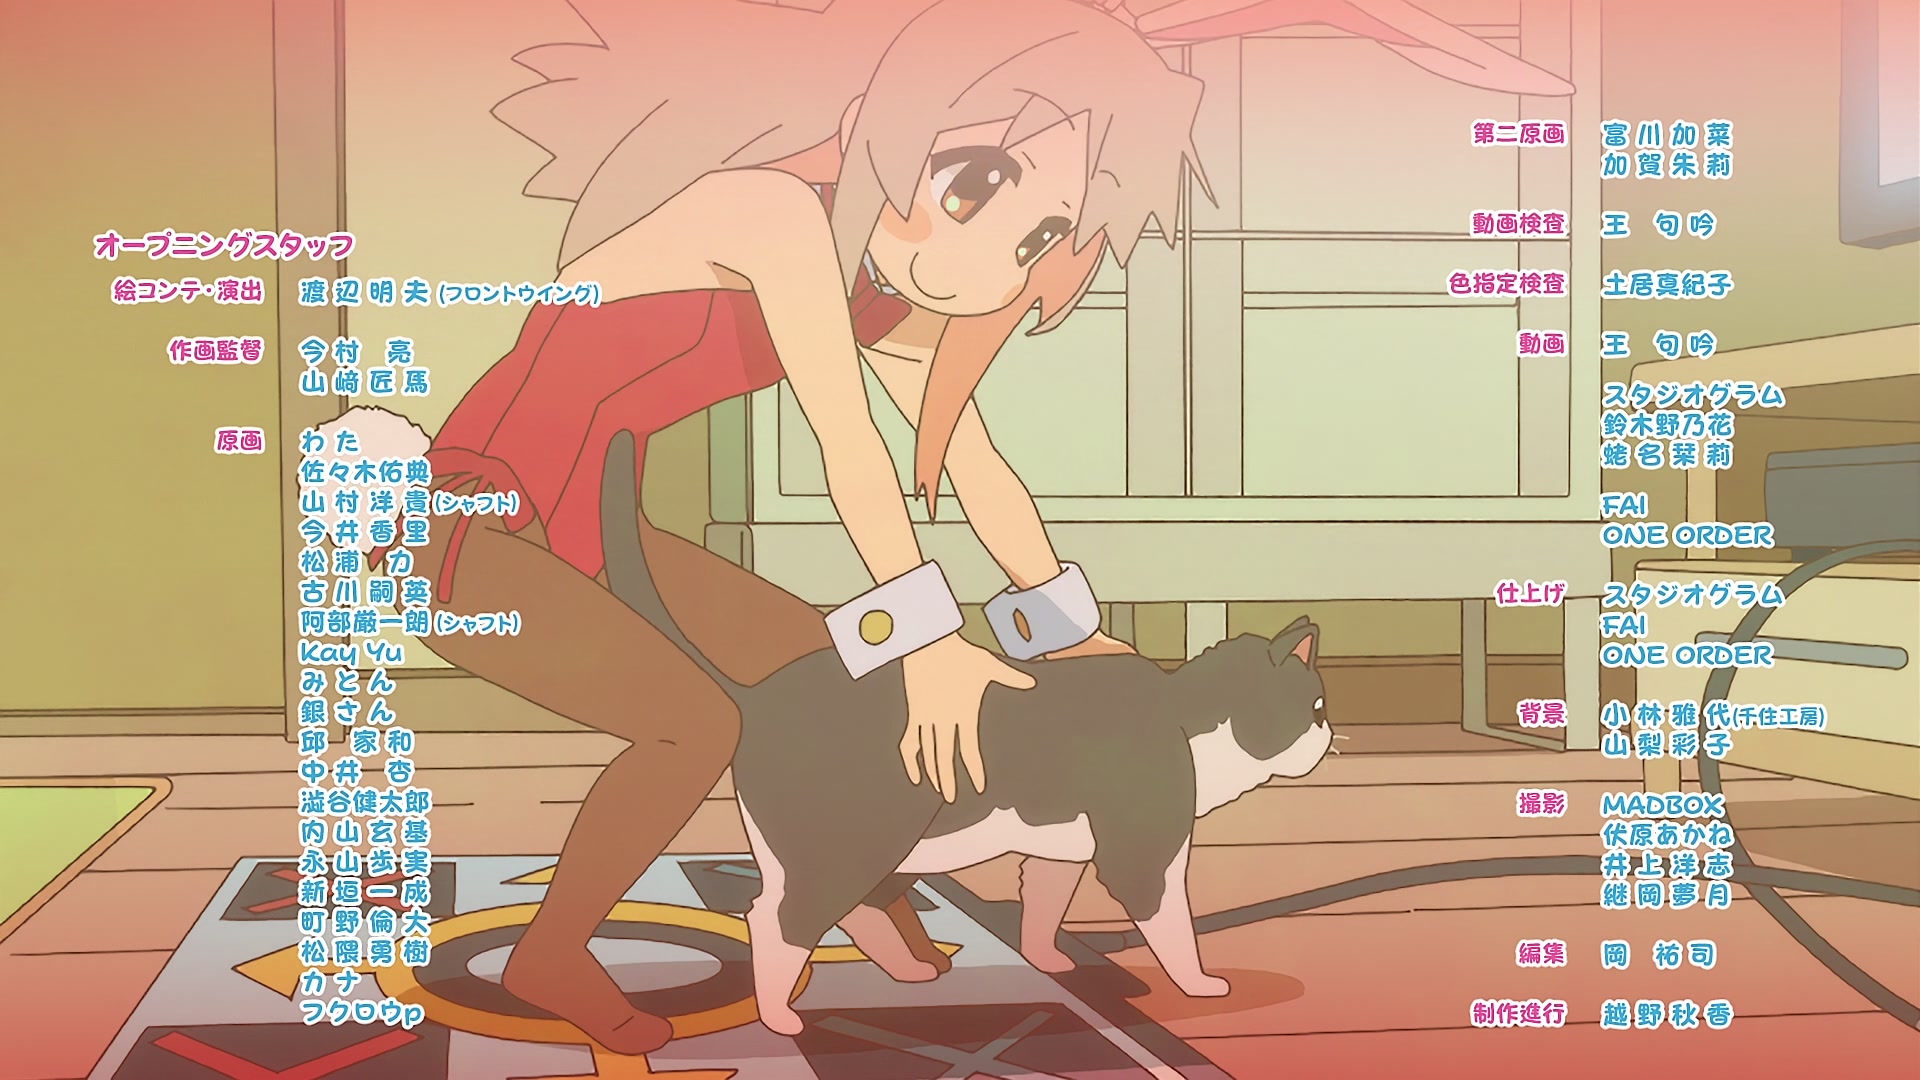 オープニングスタッフ
絵コンテ・演出 渡辺明夫(フロントウイング)
作画監督 今村 亮
山﨑匠馬
原画 わた
佐々木佑典
山村洋貴(シャフト)
今井香里
松浦 力
古川嗣英
阿部厳一朗(シャフト)
Kay Yu
みとん
銀さん
邱 家和
中井 杏
澁谷健太郎
内山玄基
永山歩実
新垣一成
町野倫大
松隈勇樹
カナ
フクロウp
第二原画 富川加菜
加賀朱莉
動画検査 王 句吟
色指定検査 土居真紀子
動画 王 句吟
スタジオグラム
鈴木野乃花
蛯名栞莉
FAI
ONE ORDER
仕上げ スタジオグラム
FAI
ONE ORDER
背景 小林雅代(千住工房)
山梨彩子
撮影 MADBOX
伏原あかね
井上洋志
継岡夢月
編集 岡 祐司
制作進行 越野秋香